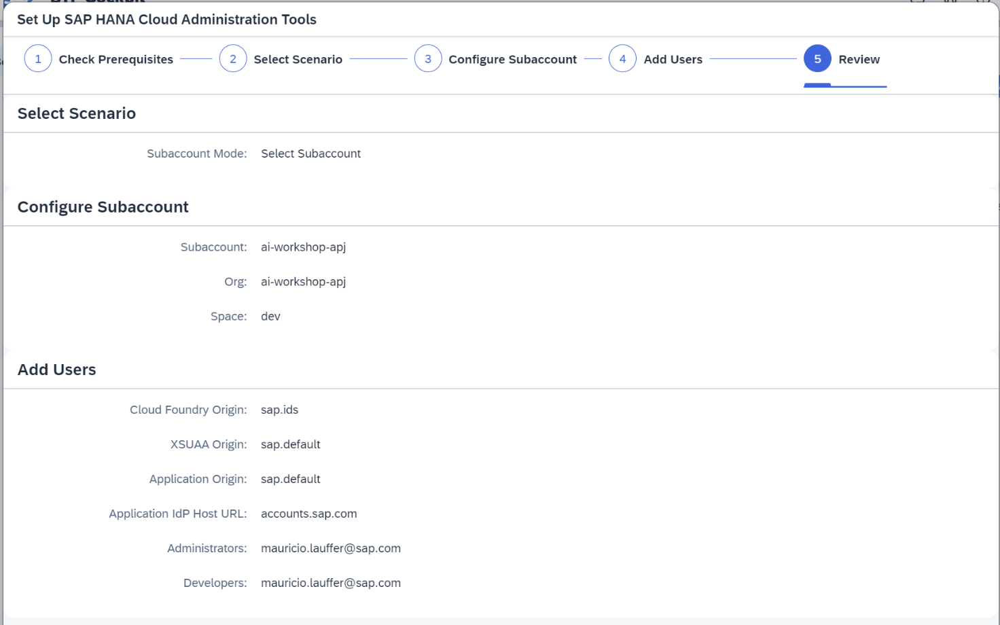 BTP Cockpit
Set Up SAP HANA Cloud Administration Tools
1 Check Prerequisites 2 Select Scenario 3 Configure Subaccount 4 Add Users 5 Review
Select Scenario
Subaccount Mode: Select Subaccount
Configure Subaccount
Subaccount: ai-workshop-apj
Org: ai-workshop-apj
Space: dev
Add Users
Cloud Foundry Origin: sap.ids
XSUAA Origin: sap.default
Application Origin: sap.default
Application IdP Host URL: accounts.sap.com
Administrators: mauricio.lauffer@sap.com
Developers: mauricio.lauffer@sap.com